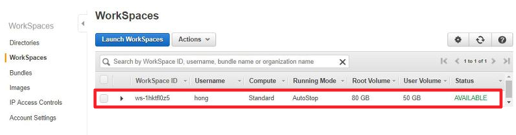 WorkSpaces
Directories
WorkSpaces
Bundles
Images
IP Access Controls
Account Settings
WorkSpaces
Launch WorkSpaces Actions
Search by WorkSpace ID, username, bundle name or organization name
1 to 1 of 1
WorkSpace ID Username Compute Running Mode Root Volume User Volume Status
ws-1hktfl0z5 hong Standard AutoStop 80 GB 50 GB AVAILABLE